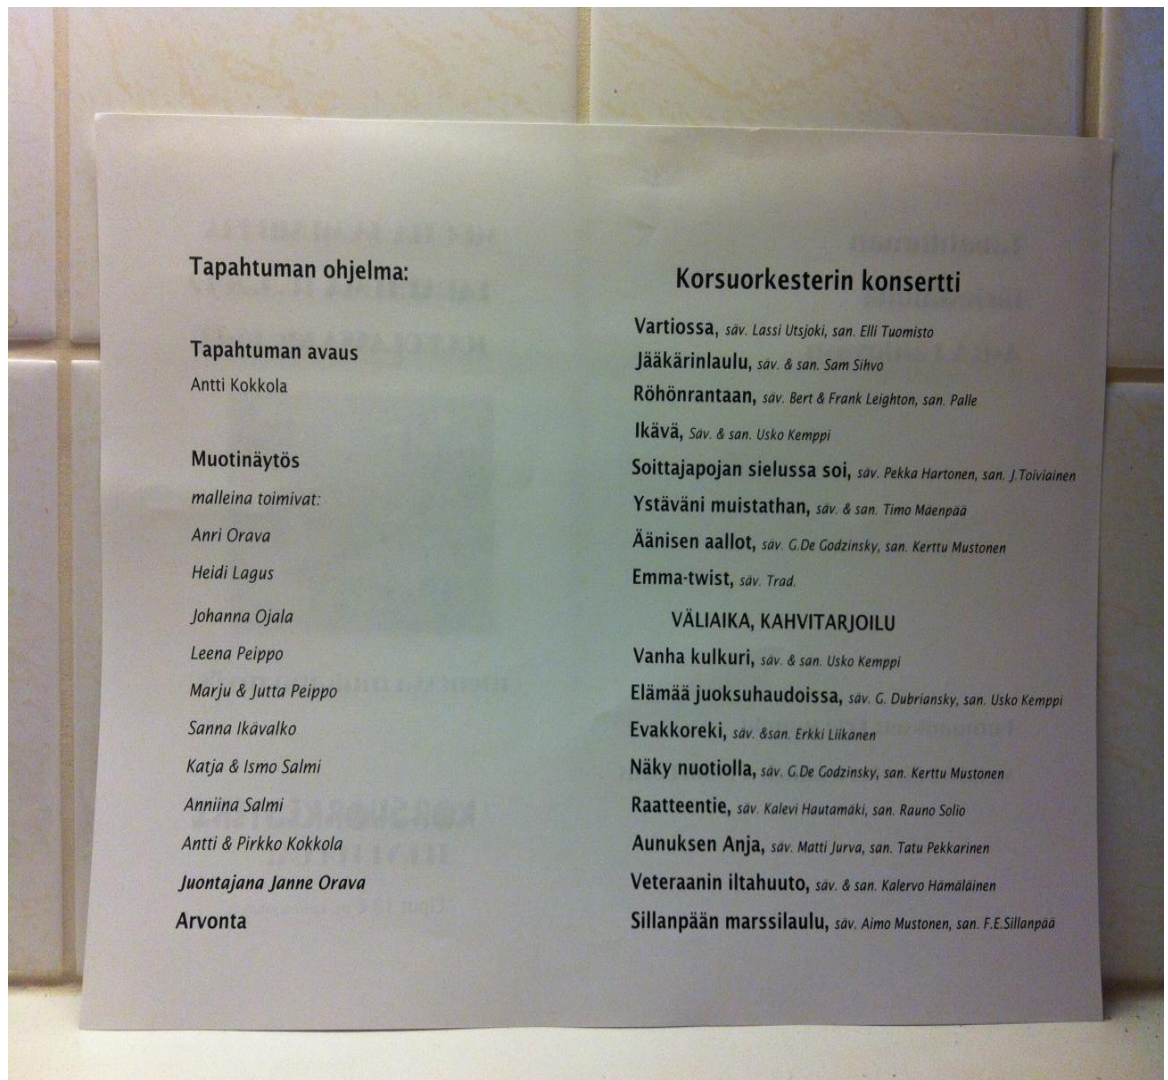 Tapahtuman ohjelma:
Tapahtuman avaus
Antti Kokkola
Muotinäytös
malleina toimivat:
Anri Orava
Heidi Lagus
Johanna Ojala
Leena Peippo
Marju & Jutta Peippo
Sanna Ikävalko
Katja & Ismo Salmi
Anniina Salmi
Antti & Pirkko Kokkola
Juontajana Janne Orava
Arvonta
Korsuorkesterin konsertti
Vartiossa, säv. Lassi Utsjoki, san. Elli Tuomisto
Jääkärinlaulu, säv. & san. Sam Sihvo
Röhönrantaan, säv. Bert & Frank Leighton, san. Palle
Ikävä, Säv. & san. Usko Kemppi
Soittajapojan sielussa soi, säv. Pekka Hartonen, san. J.Toiviainen
Ystäväni muistathan, säv. & san. Timo Mäenpää
Äänisen aallot, säv. G.De Godzinsky, san. Kerttu Mustonen
Emma-twist, säv. Trad.
VÄLIAIKA, KAHVITARJOILU
Vanha kulkuri, säv. & san. Usko Kemppi
Elämää juoksuhaudoissa, säv. G. Dubriansky, san. Usko Kemppi
Evakkoreki, säv. &san. Erkki Liikanen
Näky nuotiolla, säv. G.De Godzinsky, san. Kerttu Mustonen
Raatteentie, säv. Kalevi Hautamäki, san. Rauno Solio
Aunuksen Anja, säv. Matti Jurva, san. Tatu Pekkarinen
Veteraanin iltahuuto, säv. & san. Kalervo Hämäläinen
Sillanpään marssilaulu, säv. Aimo Mustonen, san. F.E.Sillanpää